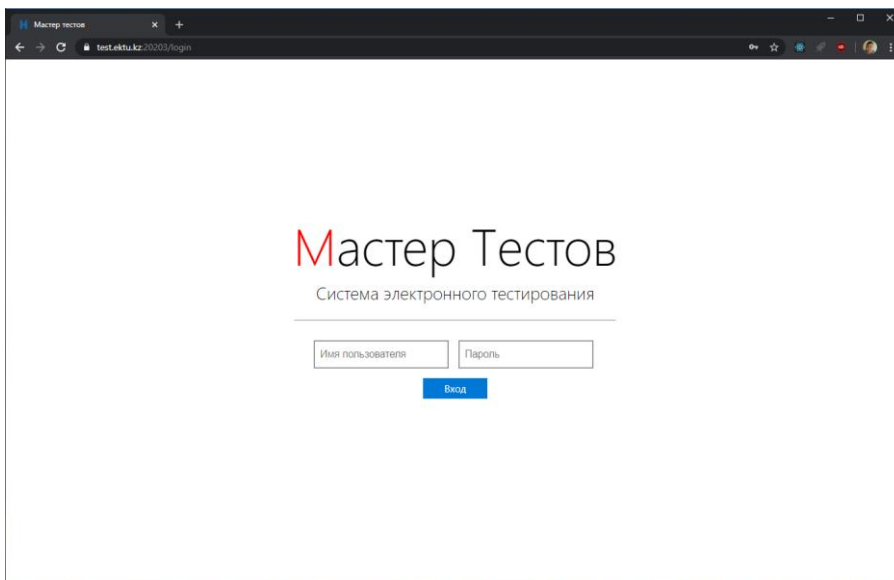 Мастер тестов
test.ektu.kz:20203/login
Мастер Тестов
Система электронного тестирования
Имя пользователя
Пароль
Вход